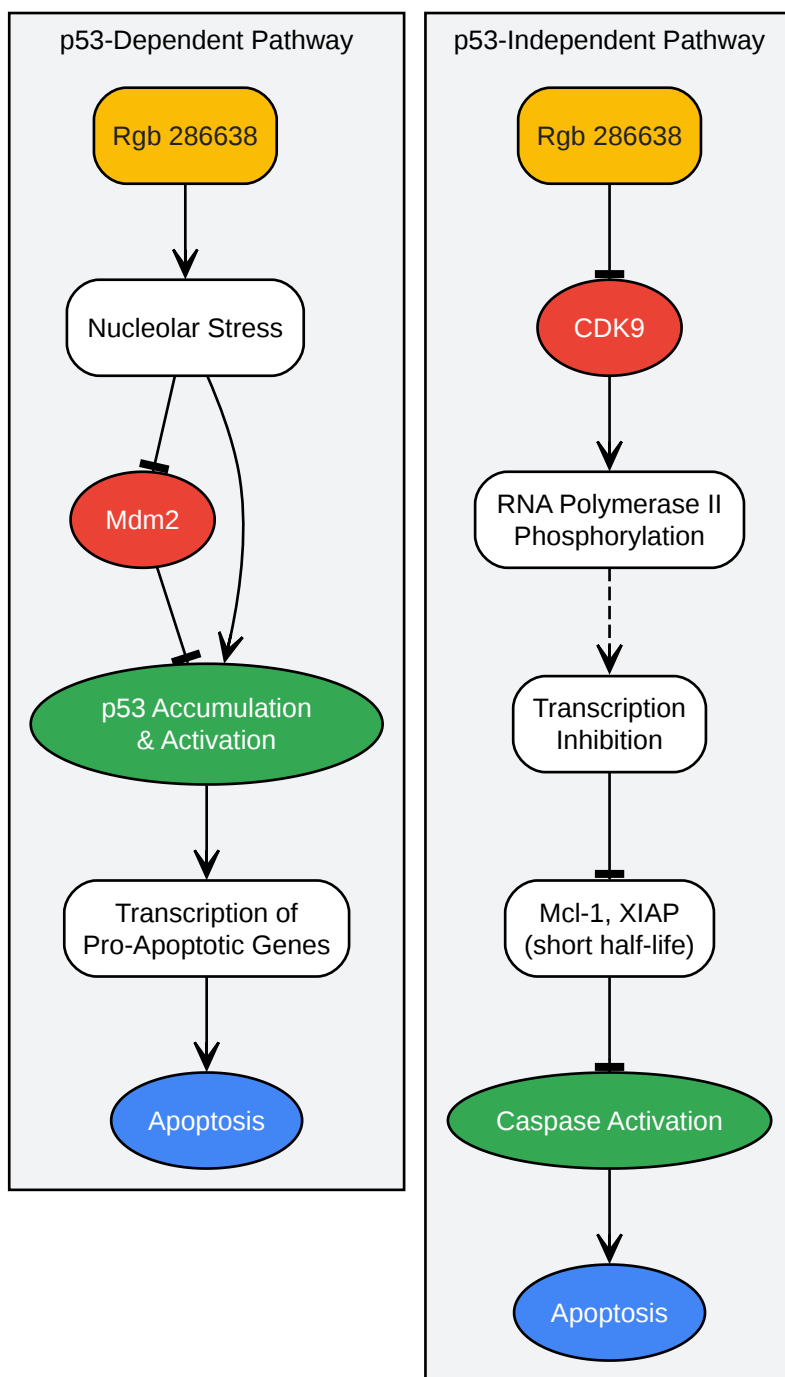 p53-Dependent Pathway
Rgb 286638
Nucleolar Stress
Mdm2
p53 Accumulation
& Activation
Transcription of
Pro-Apoptotic Genes
Apoptosis
p53-Independent Pathway
Rgb 286638
CDK9
RNA Polymerase II
Phosphorylation
Transcription
Inhibition
Mcl-1, XIAP
(short half-life)
Caspase Activation
Apoptosis